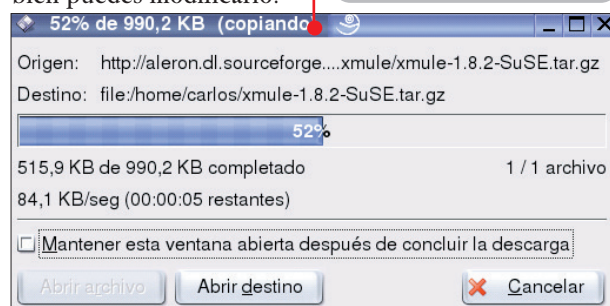 bien puedes modificarlo.
52% de 990,2 KB (copiando)
Origen: http://aleron.dl.sourceforge....xmule/xmule-1.8.2-SuSE.tar.gz
Destino: file:/home/carlos/xmule-1.8.2-SuSE.tar.gz
52%
515,9 KB de 990,2 KB completado 1 / 1 archivo
84,1 KB/seg (00:00:05 restantes)
Mantener esta ventana abierta después de concluir la descarga
Abrir archivo Abrir destino Cancelar